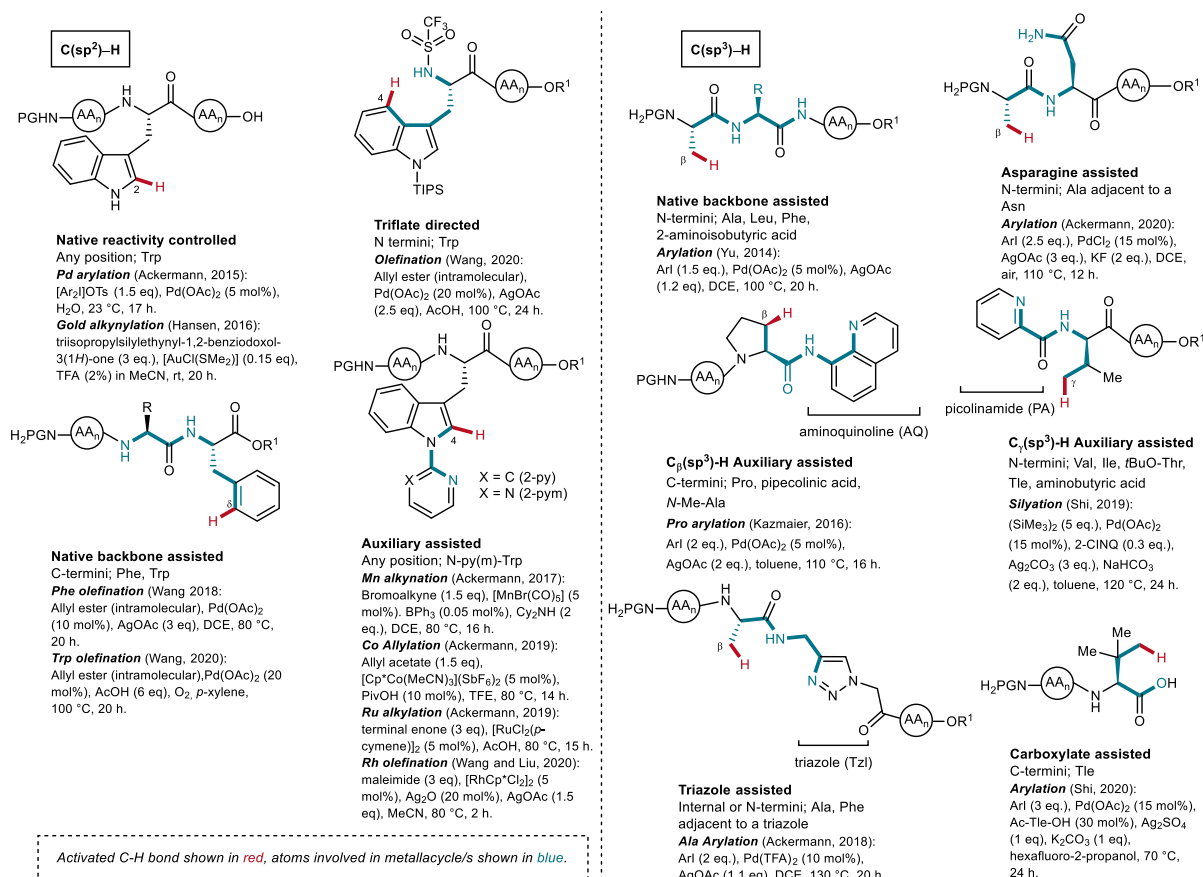 C(sp²)–H
PGHN
AAn
H
N
O
AAn
OH
2
H
N
H
Native reactivity controlled
Any position; Trp
Pd arylation (Ackermann, 2015):
[Ar₂I]OTs (1.5 eq), Pd(OAc)₂ (5 mol%),
H₂O, 23 °C, 17 h.
Gold alkynylation (Hansen, 2016):
triisopropylsilylethynyl-1,2-benziodoxol-
3(1H)-one (3 eq.), [AuCl(SMe₂)] (0.15 eq),
TFA (2%) in MeCN, rt, 20 h.
CF₃
O
S
O
HN
O
AAn
OR¹
H
4
N
TIPS
Triflate directed
N termini; Trp
Olefination (Wang, 2020:
Allyl ester (intramolecular),
Pd(OAc)₂ (20 mol%), AgOAc
(2.5 eq), AcOH, 100 °C, 24 h.
H₂PGN
AAn
N
H
R
O
H
N
O
OR¹
H
δ
Native backbone assisted
C-termini; Phe, Trp
Phe olefination (Wang 2018:
Allyl ester (intramolecular), Pd(OAc)₂
(10 mol%), AgOAc (3 eq), DCE, 80 °C,
20 h.
Trp olefination (Wang, 2020):
Allyl ester (intramolecular),Pd(OAc)₂ (20
mol%), AcOH (6 eq), O₂, p-xylene,
100 °C, 20 h.
PGHN
AAn
H
N
O
AAn
OR¹
4
H
N
X
N
X = C (2-py)
X = N (2-pym)
Auxiliary assisted
Any position; N-py(m)-Trp
Mn alkynation (Ackermann, 2017):
Bromoalkyne (1.5 eq), [MnBr(CO)₅] (5
mol%). BPh₃ (0.05 mol%), Cy₂NH (2
eq.), DCE, 80 °C, 16 h.
Co Allylation (Ackermann, 2019):
Allyl acetate (1.5 eq),
[Cp*Co(MeCN)₃](SbF₆)₂ (5 mol%),
PivOH (10 mol%), TFE, 80 °C, 14 h.
Ru alkylation (Ackermann, 2019):
terminal enone (3 eq), [RuCl₂(p-
cymene)]₂ (5 mol%), AcOH, 80 °C, 15 h.
Rh olefination (Wang and Liu, 2020):
maleimide (3 eq), [RhCp*Cl₂]₂ (5
mol%), Ag₂O (20 mol%), AgOAc (1.5
eq), MeCN, 80 °C, 2 h.
Activated C-H bond shown in red, atoms involved in metallacycle/s shown in blue.
C(sp³)–H
H₂PGN
O
R
N
H
O
H
N
AAn
OR¹
β
H
Native backbone assisted
N-termini; Ala, Leu, Phe,
2-aminoisobutyric acid
Arylation (Yu, 2014):
ArI (1.5 eq.), Pd(OAc)₂ (5 mol%), AgOAc
(1.2 eq), DCE, 100 °C, 20 h.
H₂N
O
H₂PGN
O
N
H
O
AAn
OR¹
β
H
Asparagine assisted
N-termini; Ala adjacent to a
Asn
Arylation (Ackermann, 2020):
ArI (2.5 eq.), PdCl₂ (15 mol%),
AgOAc (3 eq.), KF (2 eq.), DCE,
air, 110 °C, 12 h.
β
H
N
PGHN
AAn
N
O
H
N
aminoquinoline (AQ)
Cβ(sp³)-H Auxiliary assisted
C-termini; Pro, pipecolinic acid,
N-Me-Ala
Pro arylation (Kazmaier, 2016):
ArI (2 eq.), Pd(OAc)₂ (5 mol%),
AgOAc (2 eq.), toluene, 110 °C, 16 h.
N
O
H
N
O
AAn
OR¹
γ
Me
H
picolinamide (PA)
Cγ(sp³)-H Auxiliary assisted
N-termini; Val, Ile, tBuO-Thr,
Tle, aminobutyric acid
Silyation (Shi, 2019):
(SiMe₃)₂ (5 eq.), Pd(OAc)₂
(15 mol%), 2-CINQ (0.3 eq.),
Ag₂CO₃ (3 eq.), NaHCO₃
(2 eq.), toluene, 120 °C, 24 h.
H₂PGN
AAn
H
N
O
HN
β
H
N
N
N
O
AAn
OR¹
triazole (Tzl)
Triazole assisted
Internal or N-termini; Ala, Phe
adjacent to a triazole
Ala Arylation (Ackermann, 2018):
ArI (2 eq.), Pd(TFA)₂ (10 mol%),
AgOAc (1.1 eq), DCE, 130 °C, 20 h.
Me
Me
H
H₂PGN
AAn
N
H
OH
O
Carboxylate assisted
C-termini; Tle
Arylation (Shi, 2020):
ArI (3 eq.), Pd(OAc)₂ (15 mol%),
Ac-Tle-OH (30 mol%), Ag₂SO₄
(1 eq), K₂CO₃ (1 eq),
hexafluoro-2-propanol, 70 °C,
24 h.